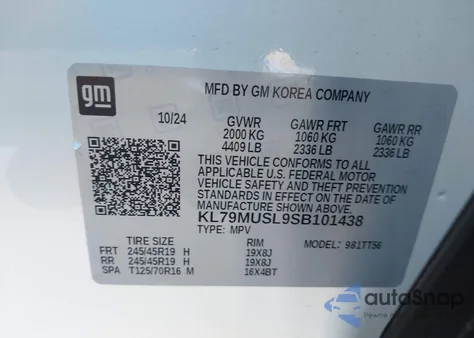 gm
MFD BY GM KOREA COMPANY
10/24 GVWR GAWR FRT GAWR RR
2000 KG 1060 KG 1060 KG
4409 LB 2336 LB 2336 LB
THIS VEHICLE CONFORMS TO ALL
APPLICABLE U.S. FEDERAL MOTOR
VEHICLE SAFETY AND THEFT PREVENTION
STANDARDS IN EFFECT ON THE DATE OF
MANUFACTURE SHOWN ABOVE.
KL79MUSL9SB101438
TYPE: MPV
TIRE SIZE RIM MODEL: 981TT56
FRT 245/45R19 H 19X8J
RR 245/45R19 H 19X8J
SPA T125/70R16 M 16X4BT
autoSnap